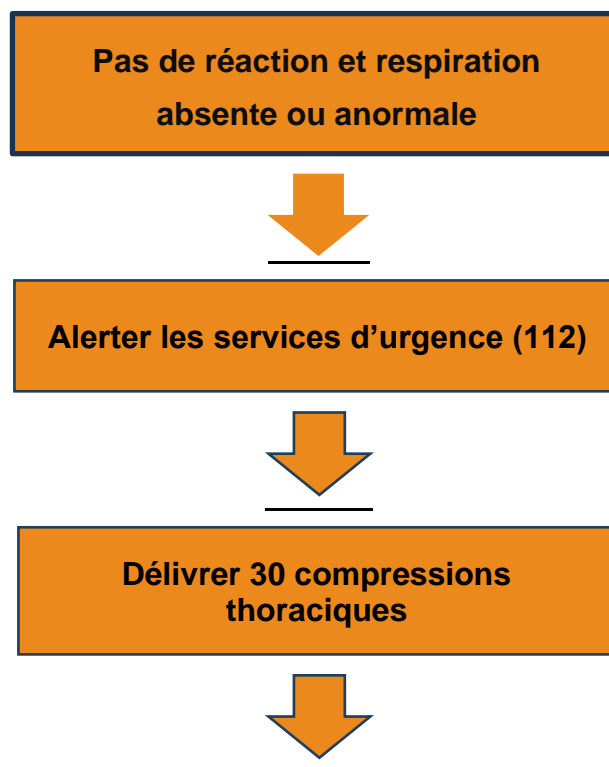 Pas de réaction et respiration
absente ou anormale
Alerter les services d’urgence (112)
Délivrer 30 compressions
thoraciques